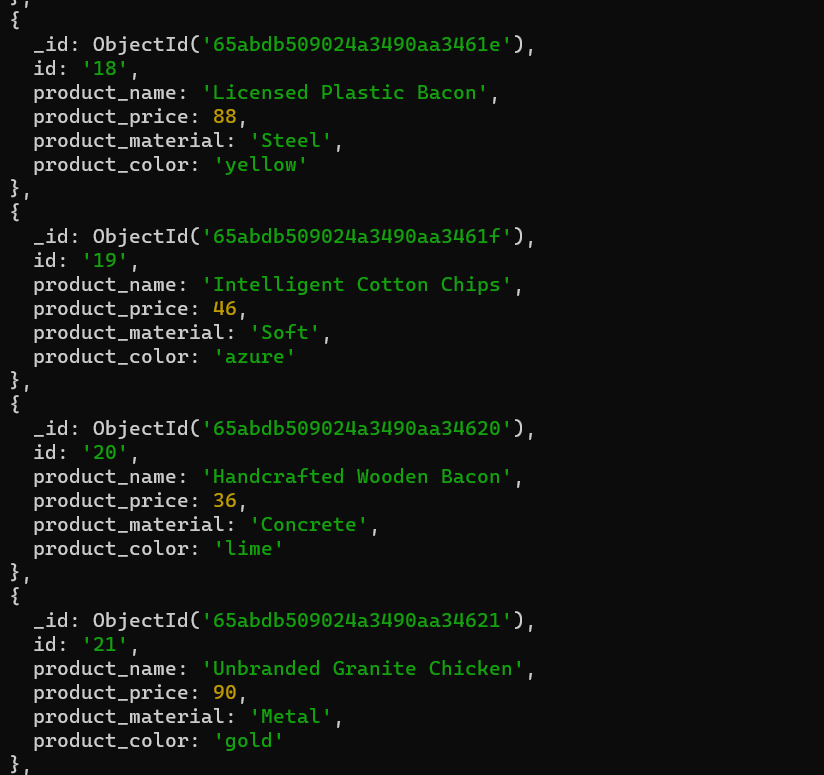 },
{
  _id: ObjectId('65abdb509024a3490aa3461e'),
  id: '18',
  product_name: 'Licensed Plastic Bacon',
  product_price: 88,
  product_material: 'Steel',
  product_color: 'yellow'
},
{
  _id: ObjectId('65abdb509024a3490aa3461f'),
  id: '19',
  product_name: 'Intelligent Cotton Chips',
  product_price: 46,
  product_material: 'Soft',
  product_color: 'azure'
},
{
  _id: ObjectId('65abdb509024a3490aa34620'),
  id: '20',
  product_name: 'Handcrafted Wooden Bacon',
  product_price: 36,
  product_material: 'Concrete',
  product_color: 'lime'
},
{
  _id: ObjectId('65abdb509024a3490aa34621'),
  id: '21',
  product_name: 'Unbranded Granite Chicken',
  product_price: 90,
  product_material: 'Metal',
  product_color: 'gold'
},